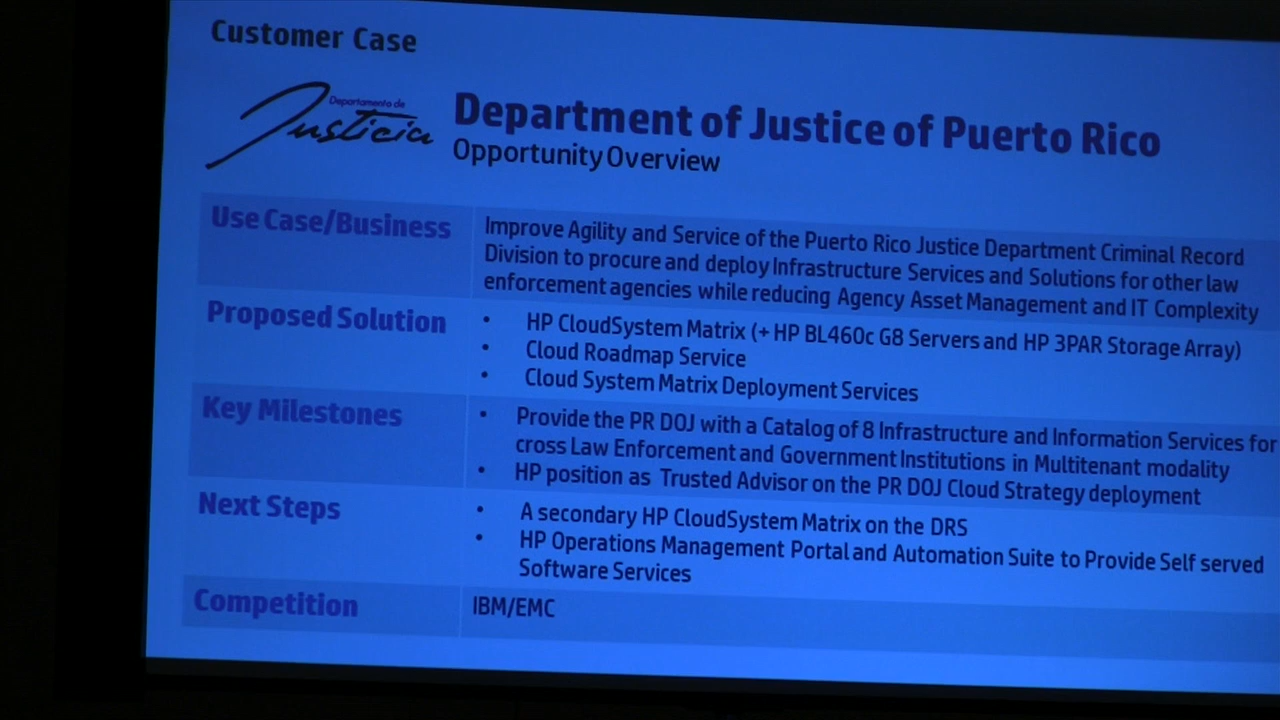 Customer Case
Departamento de
Justicia
Department of Justice of Puerto Rico
Opportunity Overview
Use Case/Business
Improve Agility and Service of the Puerto Rico Justice Department Criminal Record
Division to procure and deploy Infrastructure Services and Solutions for other law
enforcement agencies while reducing Agency Asset Management and IT Complexity
Proposed Solution
• HP CloudSystem Matrix (+ HP BL460c G8 Servers and HP 3PAR Storage Array)
• Cloud Roadmap Service
• Cloud System Matrix Deployment Services
Key Milestones
• Provide the PR DOJ with a Catalog of 8 Infrastructure and Information Services for
cross Law Enforcement and Government Institutions in Multitenant modality
• HP position as Trusted Advisor on the PR DOJ Cloud Strategy deployment
Next Steps
• A secondary HP CloudSystem Matrix on the DRS
• HP Operations Management Portal and Automation Suite to Provide Self served
Software Services
Competition
IBM/EMC